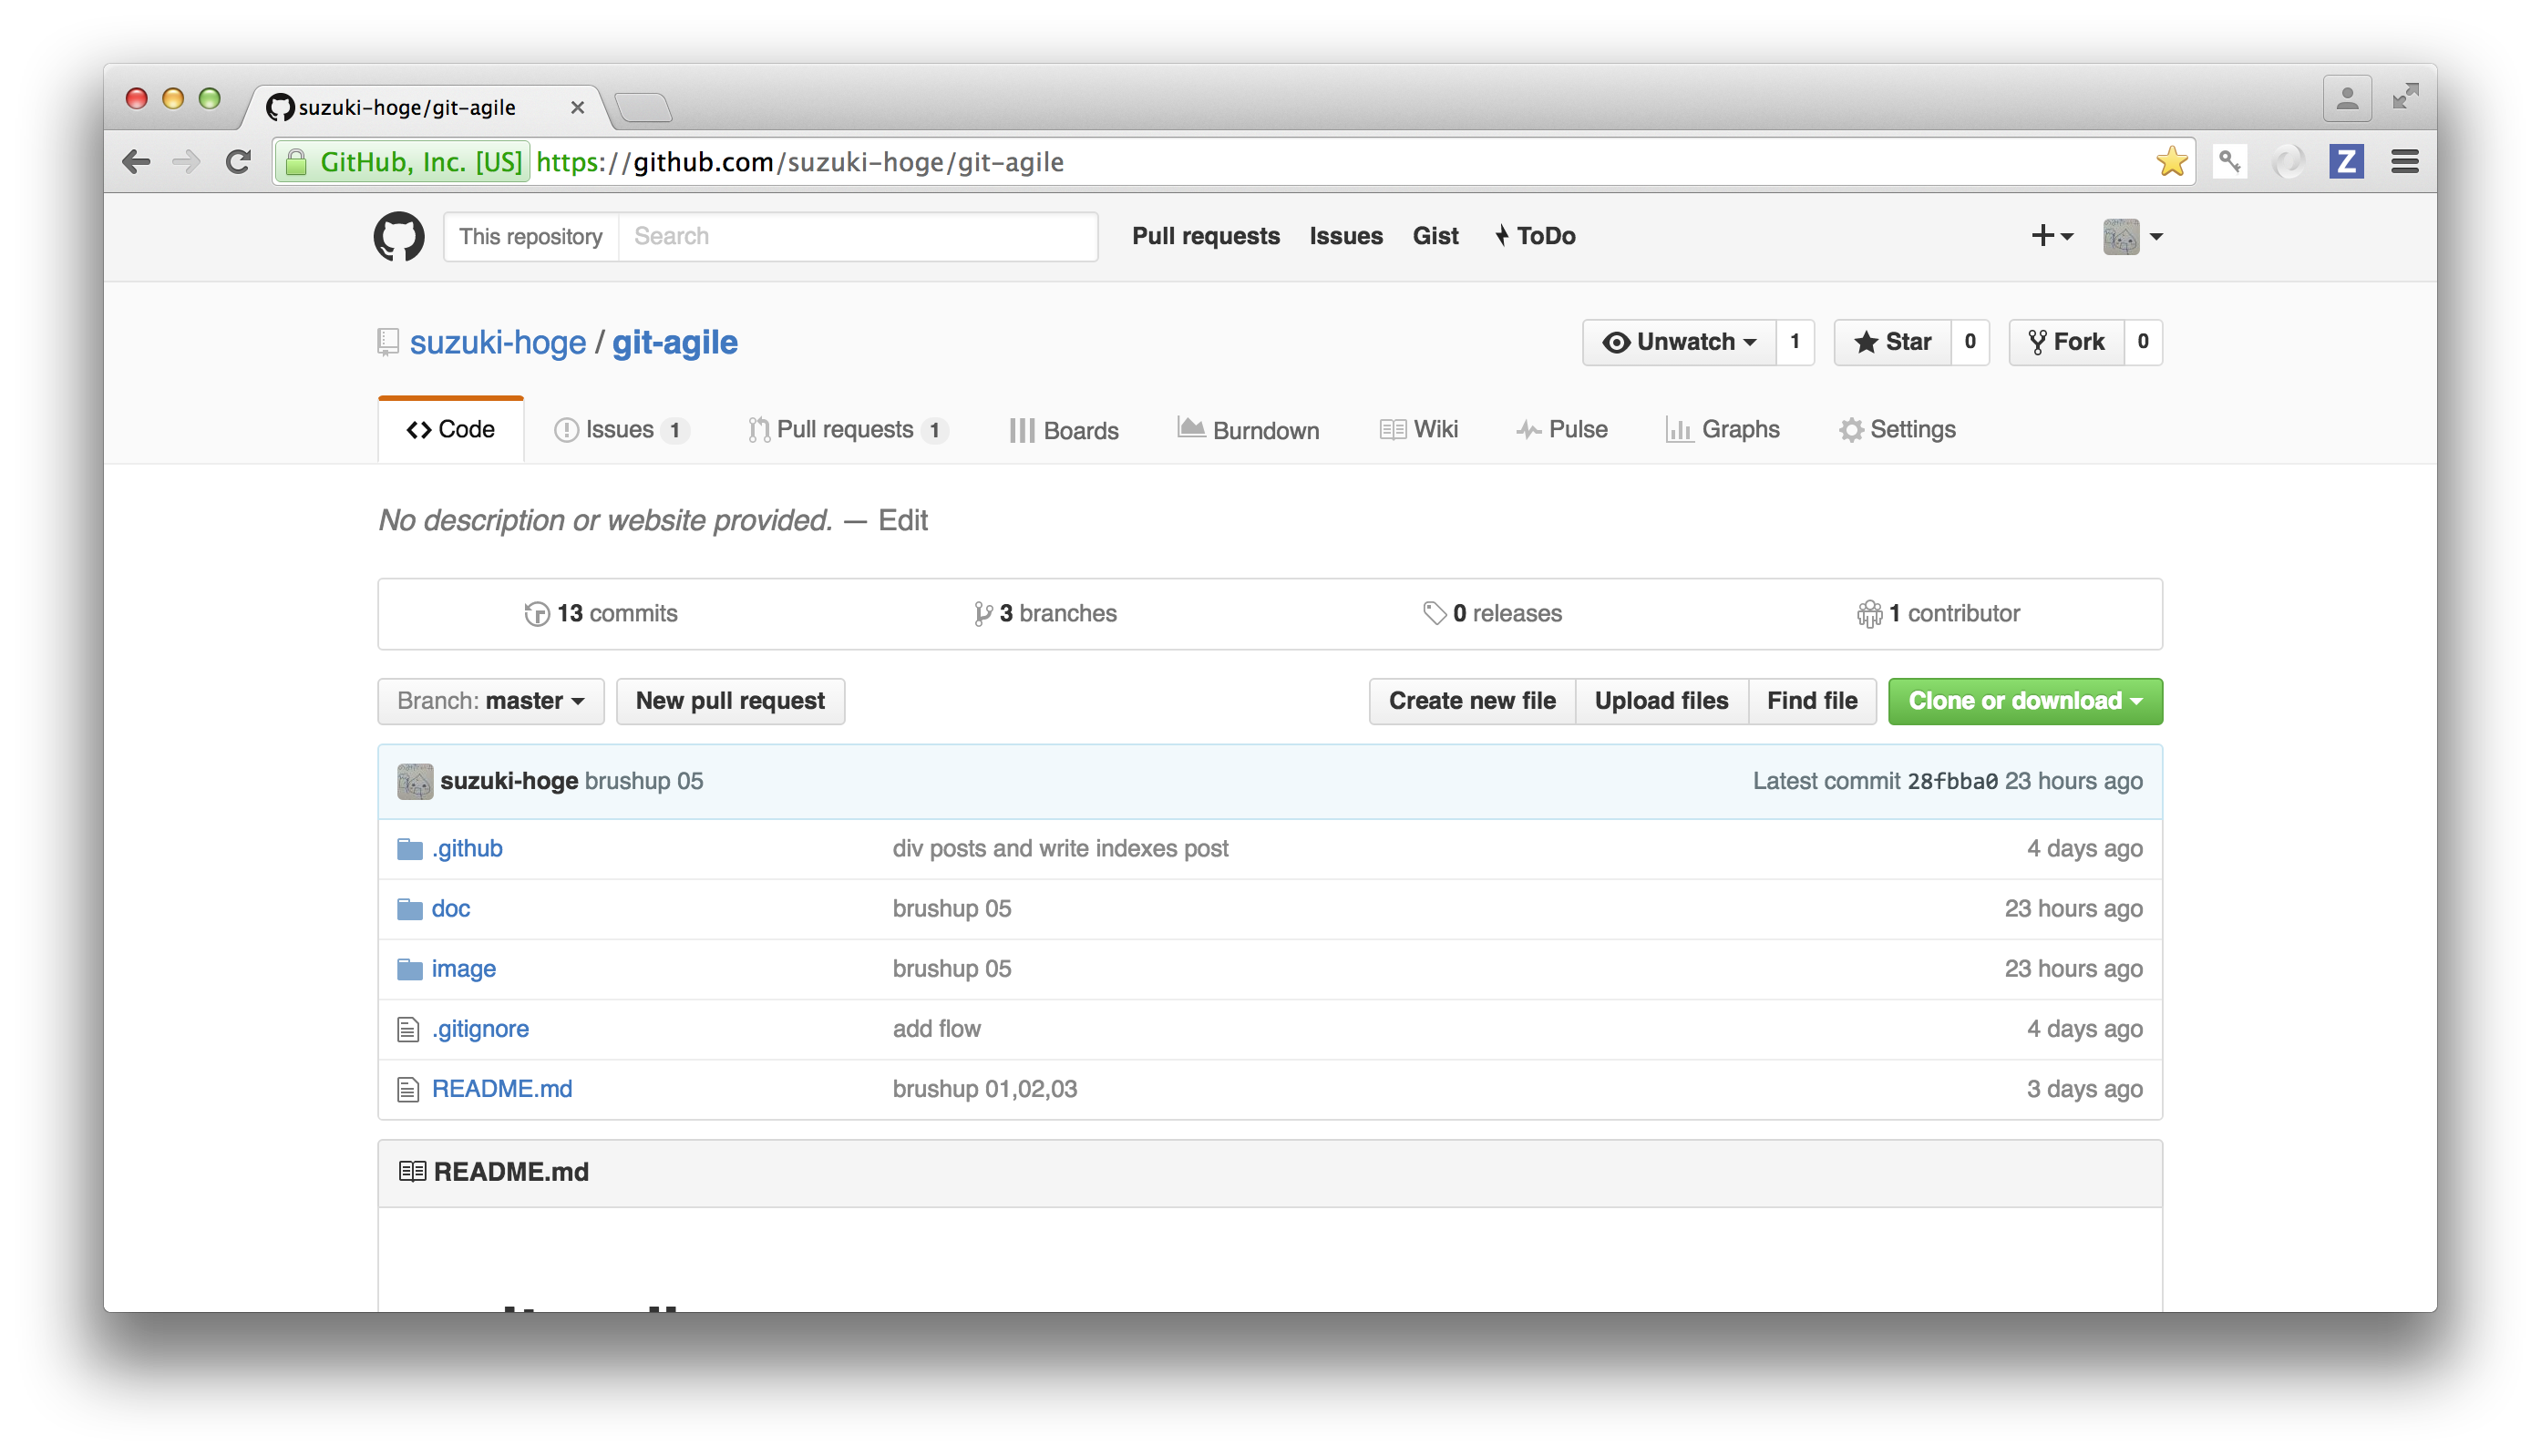 suzuki-hoge/git-agile
GitHub, Inc. [US] https://github.com/suzuki-hoge/git-agile
Z
This repository Search Pull requests Issues Gist ToDo
suzuki-hoge / git-agile Unwatch 1 Star 0 Fork 0
Code Issues 1 Pull requests 1 Boards Burndown Wiki Pulse Graphs Settings
No description or website provided. — Edit
13 commits 3 branches 0 releases 1 contributor
Branch: master New pull request Create new file Upload files Find file Clone or download
suzuki-hoge brushup 05 Latest commit 28fbba0 23 hours ago
.github div posts and write indexes post 4 days ago
doc brushup 05 23 hours ago
image brushup 05 23 hours ago
.gitignore add flow 4 days ago
README.md brushup 01,02,03 3 days ago
README.md